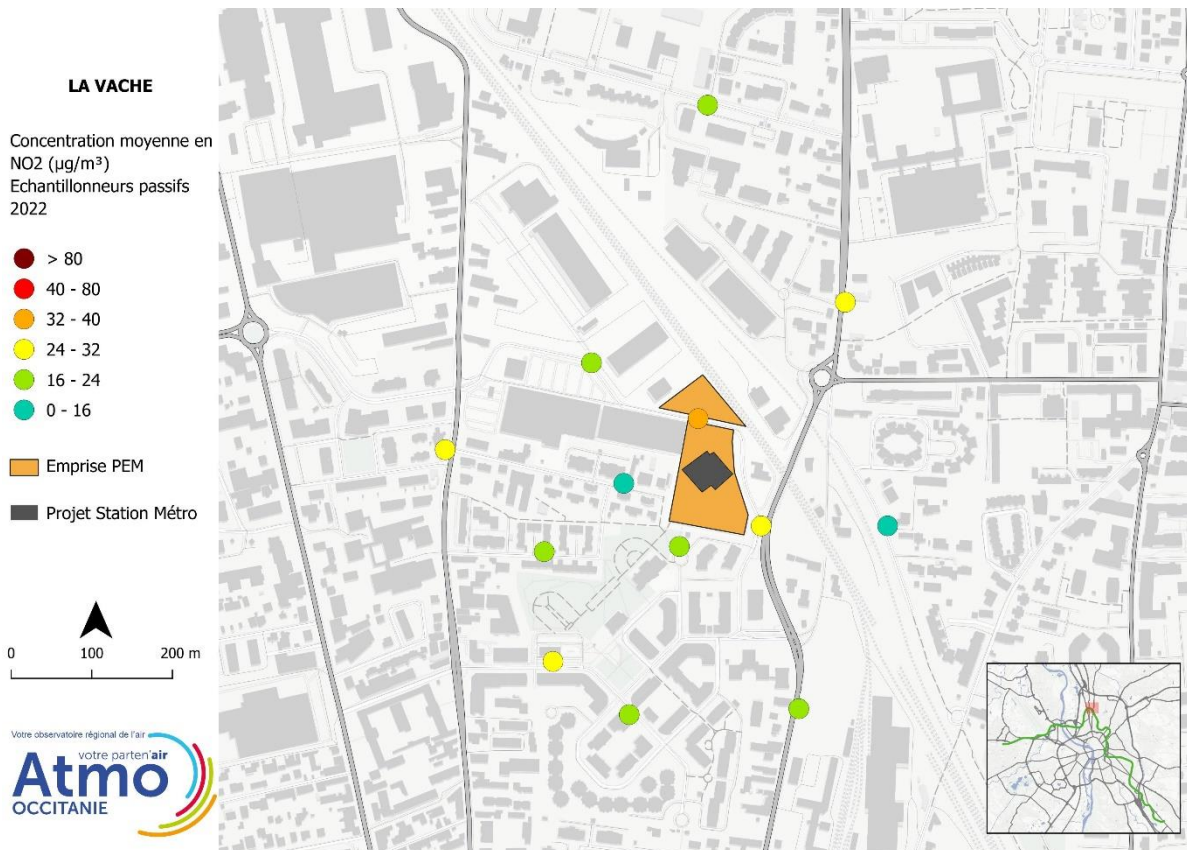 LA VACHE
Concentration moyenne en
NO2 (µg/m³)
Echantillonneurs passifs
2022
> 80
40 - 80
32 - 40
24 - 32
16 - 24
0 - 16
Emprise PEM
Projet Station Métro
0 100 200 m
Votre observatoire régional de l'air
votre parten'air
Atmo
OCCITANIE